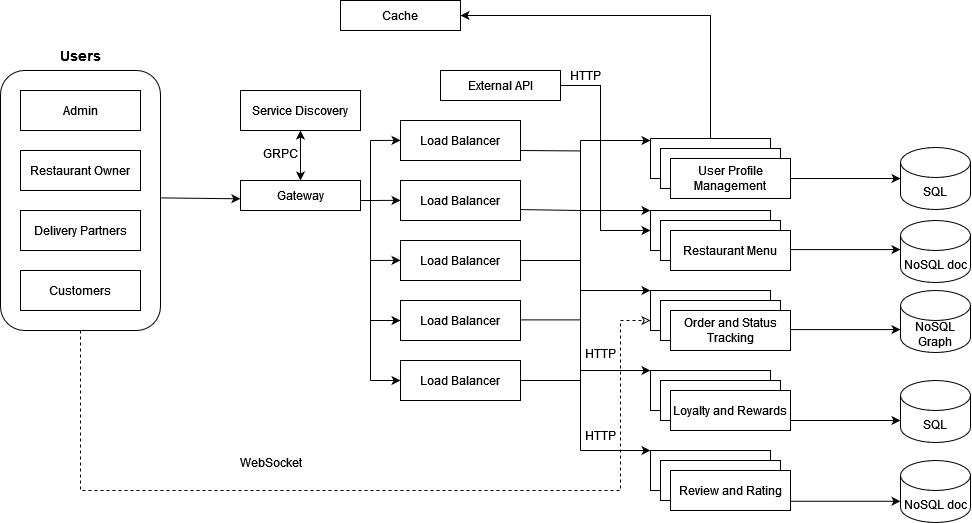 Cache
Users
External API
HTTP
Admin
Service Discovery
GRPC
Gateway
Restaurant Owner
Delivery Partners
Customers
Load Balancer
Load Balancer
Load Balancer
Load Balancer
Load Balancer
User Profile
Management
SQL
Restaurant Menu
NoSQL doc
Order and Status
Tracking
NoSQL
Graph
HTTP
Loyalty and Rewards
SQL
HTTP
Review and Rating
NoSQL doc
WebSocket